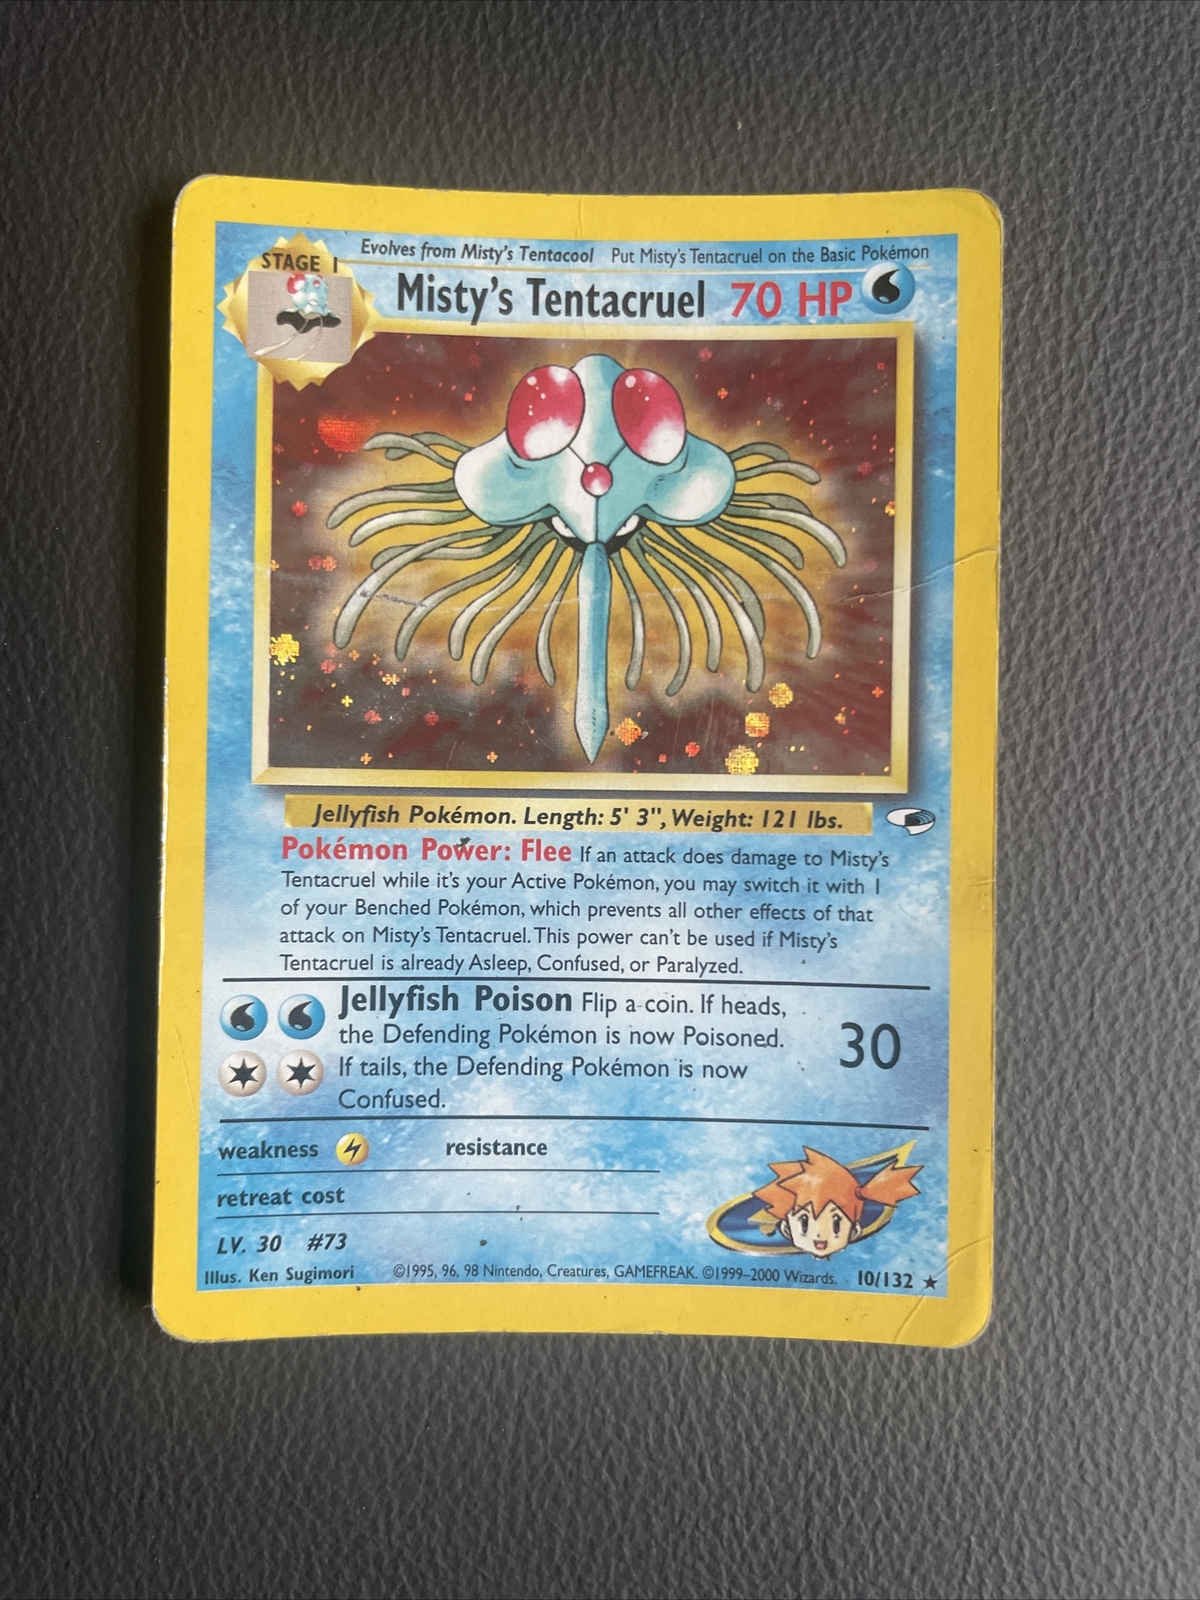 Evolves from Misty's Tentacool Put Misty's Tentacruel on the Basic Pokémon
STAGE 1
Misty's Tentacruel 70 HP
Jellyfish Pokémon. Length: 5' 3", Weight: 121 lbs.
Pokémon Power: Flee If an attack does damage to Misty's
Tentacruel while it's your Active Pokémon, you may switch it with 1
of your Benched Pokémon, which prevents all other effects of that
attack on Misty's Tentacruel. This power can't be used if Misty's
Tentacruel is already Asleep, Confused, or Paralyzed.
Jellyfish Poison Flip a coin. If heads,
the Defending Pokémon is now Poisoned.
If tails, the Defending Pokémon is now
Confused.
30
weakness resistance
retreat cost
LV. 30 #73
Illus. Ken Sugimori ©1995, 96, 98 Nintendo, Creatures, GAMEFREAK. ©1999–2000 Wizards. 10/132 ★